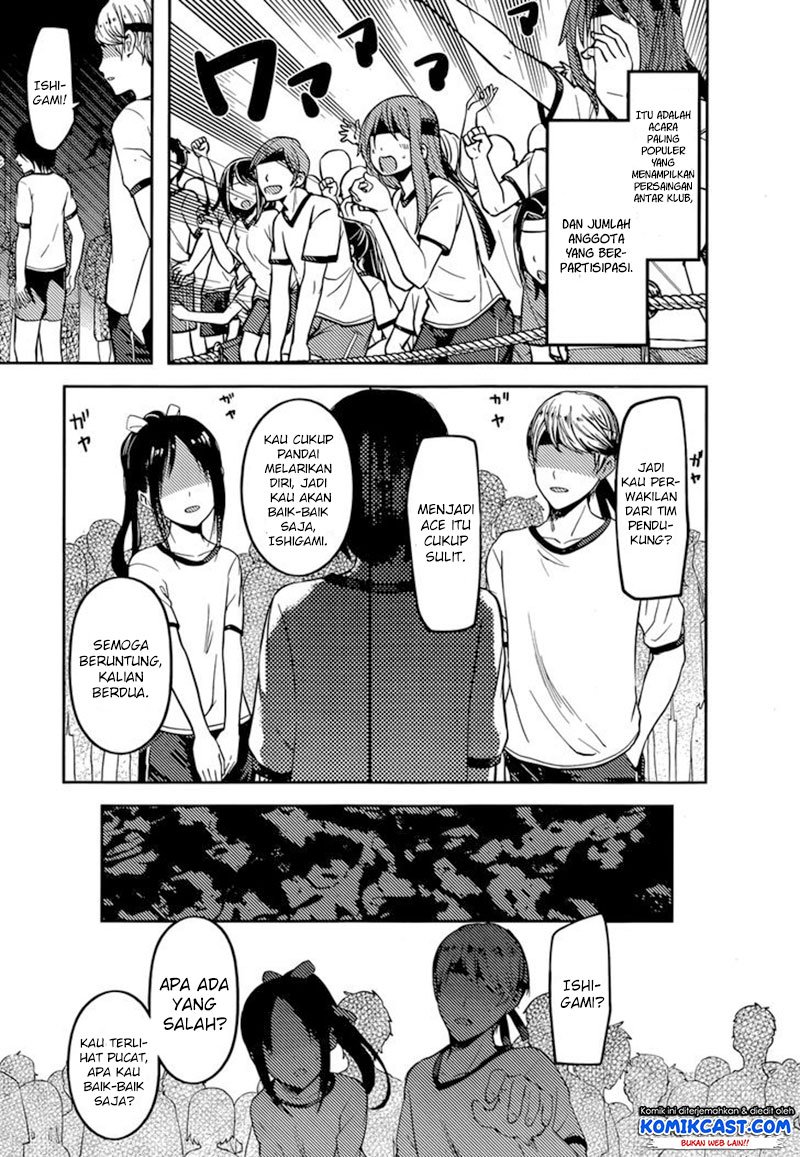 ITU ADALAH
ACARA
PALING
POPULER
YANG
MENAMPILKAN
PERSAINGAN
ANTAR KLUB,
DAN JUMLAH
ANGGOTA
YANG BER-
PARTISIPASI.
ワァァァ
ISHI-
GAMI!
ガヤ
JADI
KAU PER-
WAKILAN
DARI TIM
PENDU-
KUNG?
MENJADI
ACE ITU
CUKUP
SULIT.
KAU CUKUP
PANDAI
MELARIKAN
DIRI, JADI
KAU AKAN
BAIK-BAIK
SAJA,
ISHIGAMI.
SEMOGA
BERUNTUNG,
KALIAN
BERDUA.
ガヤ
ISHI-
GAMI?
APA ADA
YANG
SALAH?
KAU TERLI-
HAT PUCAT,
APA KAU
BAIK-BAIK
SAJA?
Komik ini diterjemahkan & diedit oleh
KOMIKCAST.COM
BUKAN WEB LAIN!!